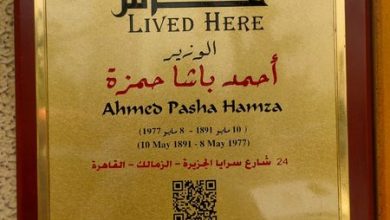 LIVED HERE
الوزير
أحمد باشا حمزة
Ahmed Pasha Hamza
(10 مايو 1891 - 8 مايو 1977)
(10 May 1891 - 8 May 1977)
24 شارع سرايا الجزيرة - الزمالك - القاهرة